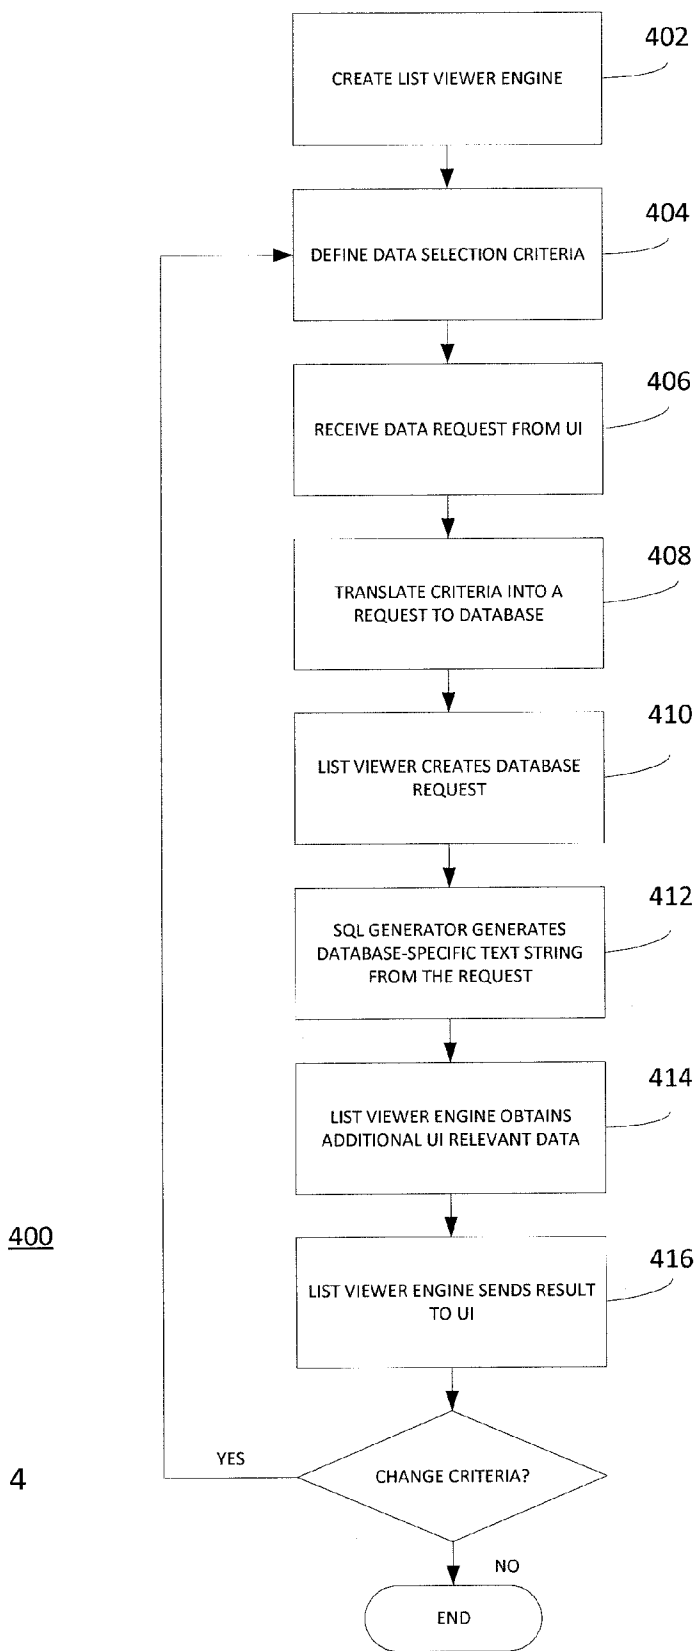 402
CREATE LIST VIEWER ENGINE
404
DEFINE DATA SELECTION CRITERIA
406
RECEIVE DATA REQUEST FROM UI
408
TRANSLATE CRITERIA INTO A
REQUEST TO DATABASE
410
LIST VIEWER CREATES DATABASE
REQUEST
412
SQL GENERATOR GENERATES
DATABASE-SPECIFIC TEXT STRING
FROM THE REQUEST
414
LIST VIEWER ENGINE OBTAINS
ADDITIONAL UI RELEVANT DATA
400
416
LIST VIEWER ENGINE SENDS RESULT
TO UI
YES
4
CHANGE CRITERIA?
NO
END